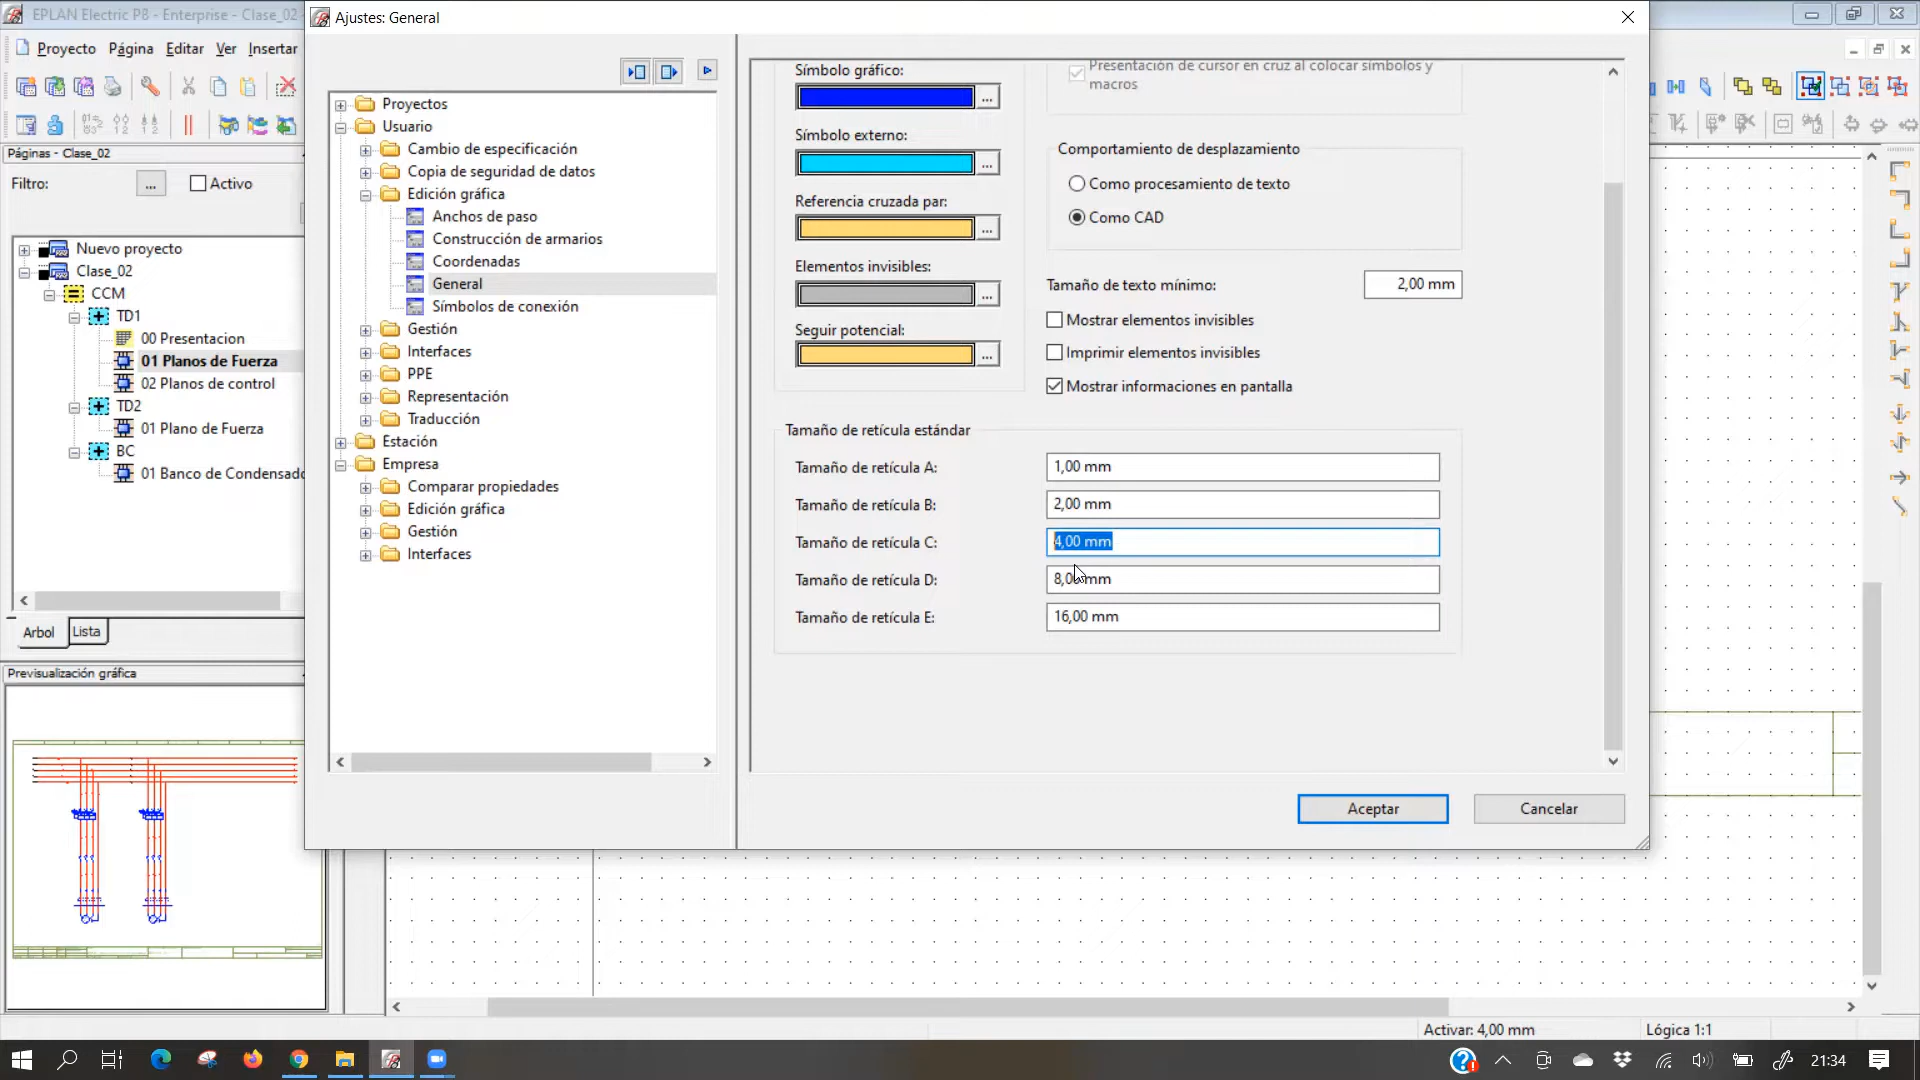 EPLAN Electric P8 - Enterprise - Clase_02 -
Proyecto Página Editar Ver Insertar
Páginas - Clase_02
Filtro:
...
Activo
Nuevo proyecto
Clase_02
CCM
TD1
00 Presentacion
01 Planos de Fuerza
02 Planos de control
TD2
01 Plano de Fuerza
BC
01 Banco de Condensado
Arbol Lista
Previsualización gráfica
Ajustes: General
Proyectos
Usuario
Cambio de especificación
Copia de seguridad de datos
Edición gráfica
Anchos de paso
Construcción de armarios
Coordenadas
General
Símbolos de conexión
Gestión
Interfaces
PPE
Representación
Traducción
Estación
Empresa
Comparar propiedades
Edición gráfica
Gestión
Interfaces
Símbolo gráfico:
...
Símbolo externo:
...
Referencia cruzada par:
...
Elementos invisibles:
...
Seguir potencial:
...
Presentación de cursor en cruz al colocar símbolos y
macros
Comportamiento de desplazamiento
Como procesamiento de texto
Como CAD
Tamaño de texto mínimo: 2,00 mm
Mostrar elementos invisibles
Imprimir elementos invisibles
Mostrar informaciones en pantalla
Tamaño de retícula estándar
Tamaño de retícula A: 1,00 mm
Tamaño de retícula B: 2,00 mm
Tamaño de retícula C: 4,00 mm
Tamaño de retícula D: 8,00 mm
Tamaño de retícula E: 16,00 mm
Aceptar Cancelar
Activar: 4,00 mm Lógica 1:1
21:34